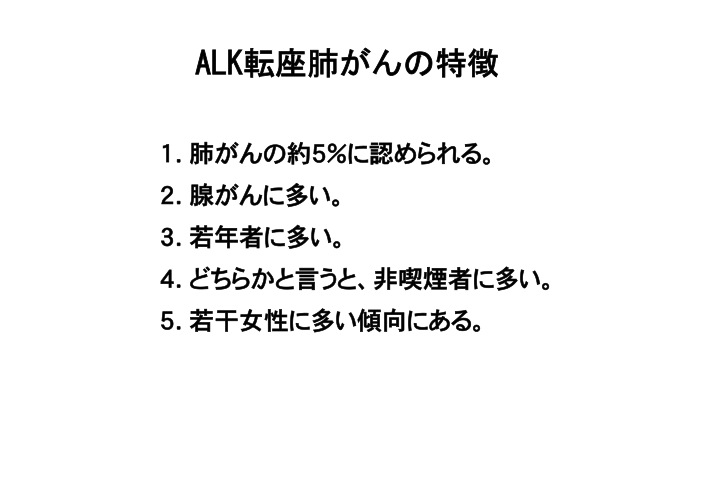 ALK転座肺がんの特徴
1. 肺がんの約5%に認められる。
2. 腺がんに多い。
3. 若年者に多い。
4. どちらかと言うと、非喫煙者に多い。
5. 若干女性に多い傾向にある。